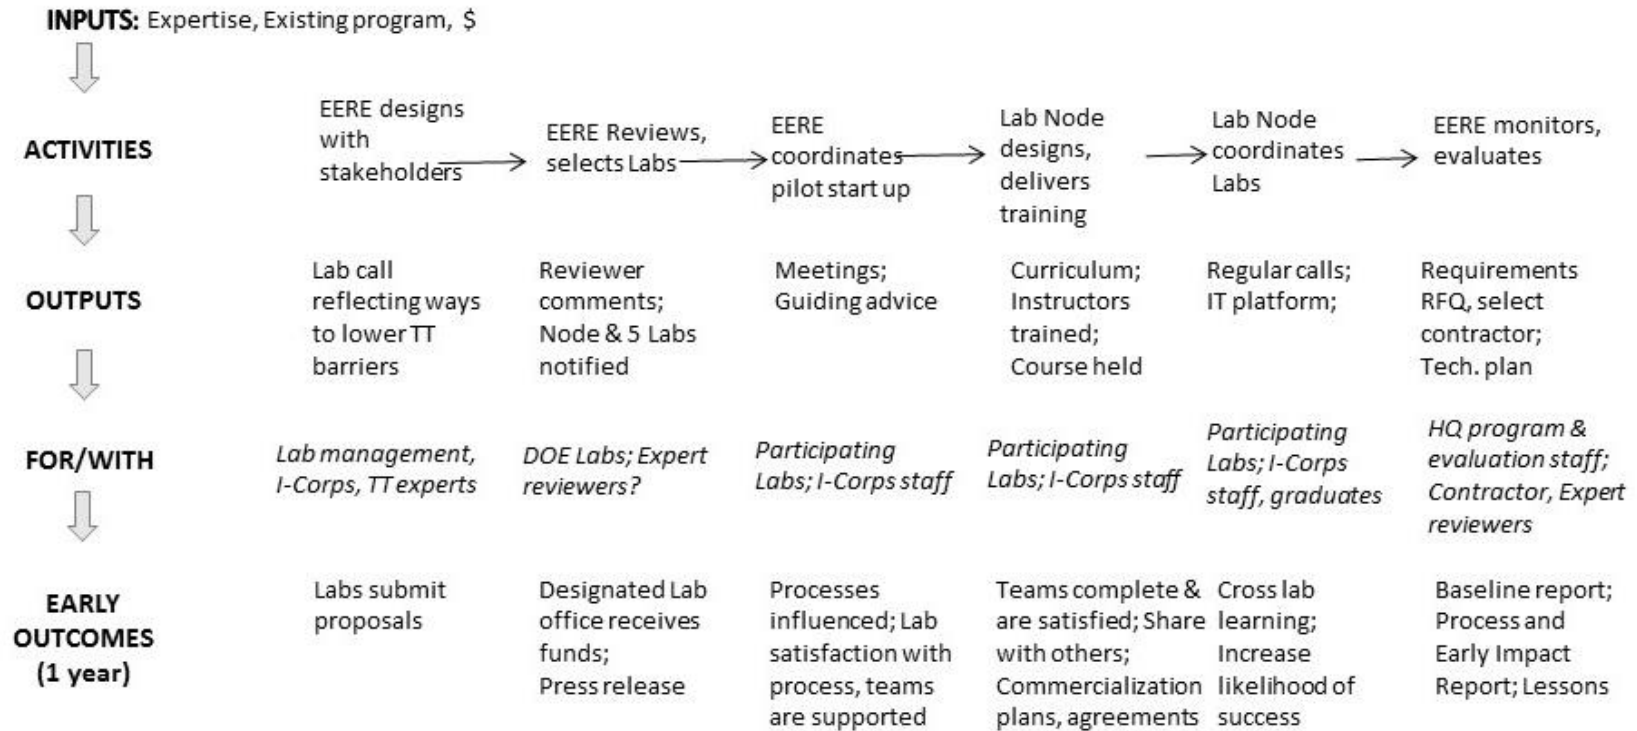 INPUTS: Expertise, Existing program, $
ACTIVITIES
EERE designs
with
stakeholders
EERE Reviews,
selects Labs
EERE
coordinates
pilot start up
Lab Node
designs,
delivers
training
Lab Node
coordinates
Labs
EERE monitors,
evaluates
OUTPUTS
Lab call
reflecting ways
to lower TT
barriers
Reviewer
comments;
Node & 5 Labs
notified
Meetings;
Guiding advice
Curriculum;
Instructors
trained;
Course held
Regular calls;
IT platform;
Requirements
RFQ, select
contractor;
Tech. plan
FOR/WITH
Lab management,
I-Corps, TT experts
DOE Labs; Expert
reviewers?
Participating
Labs; I-Corps staff
Participating
Labs; I-Corps staff
Participating
Labs; I-Corps
staff, graduates
HQ program &
evaluation staff;
Contractor, Expert
reviewers
EARLY
OUTCOMES
(1 year)
Labs submit
proposals
Designated Lab
office receives
funds;
Press release
Processes
influenced; Lab
satisfaction with
process, teams
are supported
Teams complete &
are satisfied; Share
with others;
Commercialization
plans, agreements
Cross lab
learning;
Increase
likelihood of
success
Baseline report;
Process and
Early Impact
Report; Lessons